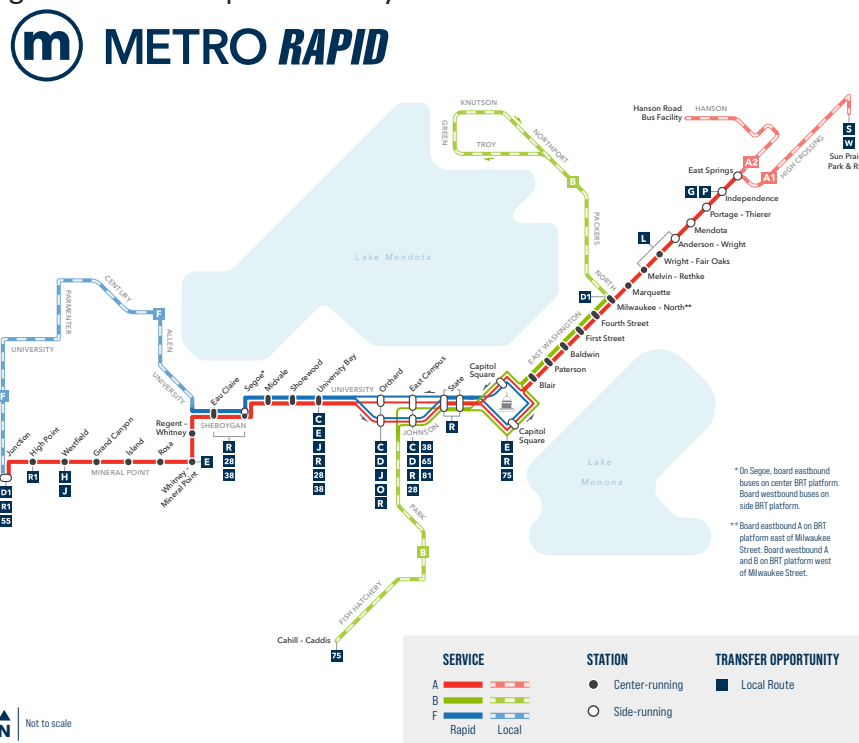 m METRO RAPID
KNUTSON
GREEN
TROY
NORTHPORT
B
PACKERS
NORTH
Hanson Road
Bus Facility
HANSON
A2
A1
HIGH CROSSING
S
W
Park & R
East Springs
G P
Independence
Portage - Thierer
Mendota
L
Anderson - Wright
Wright - Fair Oaks
Melvin - Rethke
Marquette
D1
Milwaukee - North**
Fourth Street
First Street
Baldwin
Paterson
Blair
EAST WASHINGTON
Lake Mendota
CENTURY
PARMENTER
F
ALLEN
UNIVERSITY
UNIVERSITY
F
Eau Claire
Segoe*
Midvale
Shorewood
University Bay
UNIVERSITY
Orchard
East Campus
State
Capitol
Square
SHEBOYGAN
JOHNSON
Capitol
Square
Regent -
Whitney
Junction
High Point
Westfield
Grand Canyon
Island
Rosa
Whitney -
Mineral Point
MINERAL POINT
E
D1
R1
55
R1
H
J
R
28
38
C
E
J
R
28
38
C
D
J
O
R
C 38
D 65
R 81
28
R
E
R
75
PARK
B
FISH HATCHERY
Cahill - Caddis
75
Lake
Monona
* On Segoe, board eastbound
buses on center BRT platform.
Board westbound buses on
side BRT platform.
** Board eastbound A on BRT
platform east of Milwaukee
Street. Board westbound A
and B on BRT platform west
of Milwaukee Street.
SERVICE
A
B
F
Rapid Local
STATION
Center-running
Side-running
TRANSFER OPPORTUNITY
Local Route
N
Not to scale